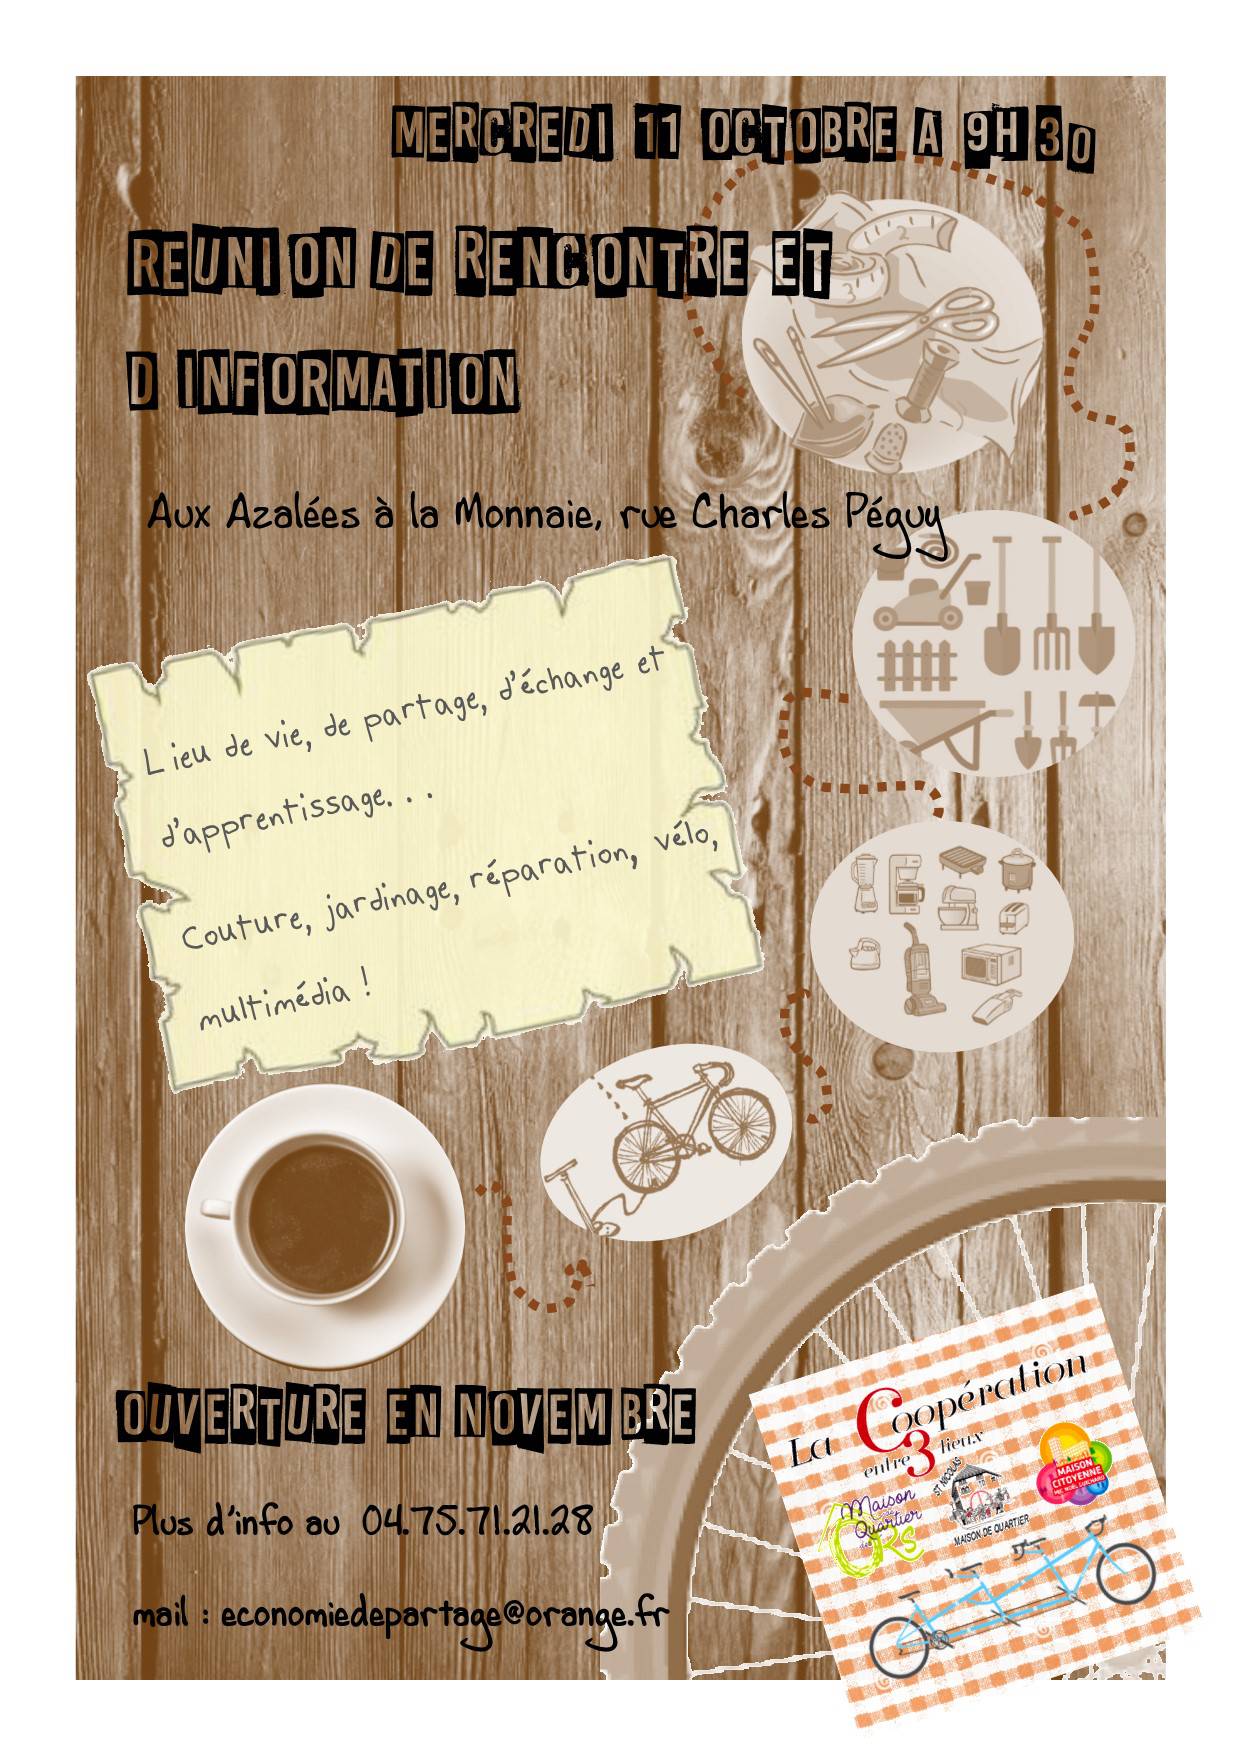 MERCREDI 11 OCTOBRE A 9H30
REUNION DE RENCONTRE ET
D INFORMATION
Aux Azalées à la Monnaie, rue Charles Péguy
Lieu de vie, de partage, d'échange et
d'apprentissage...
Couture, jardinage, réparation, vélo,
multimédia !
OUVERTURE EN NOVEMBRE
Plus d'info au 04.75.71.21.28
mail : economiedepartage@orange.fr
La Coopération
entre 3 lieux
Maison
de Quartier
des
ORS
ST NICOLAS
MAISON DE QUARTIER
MAISON
CITOYENNE